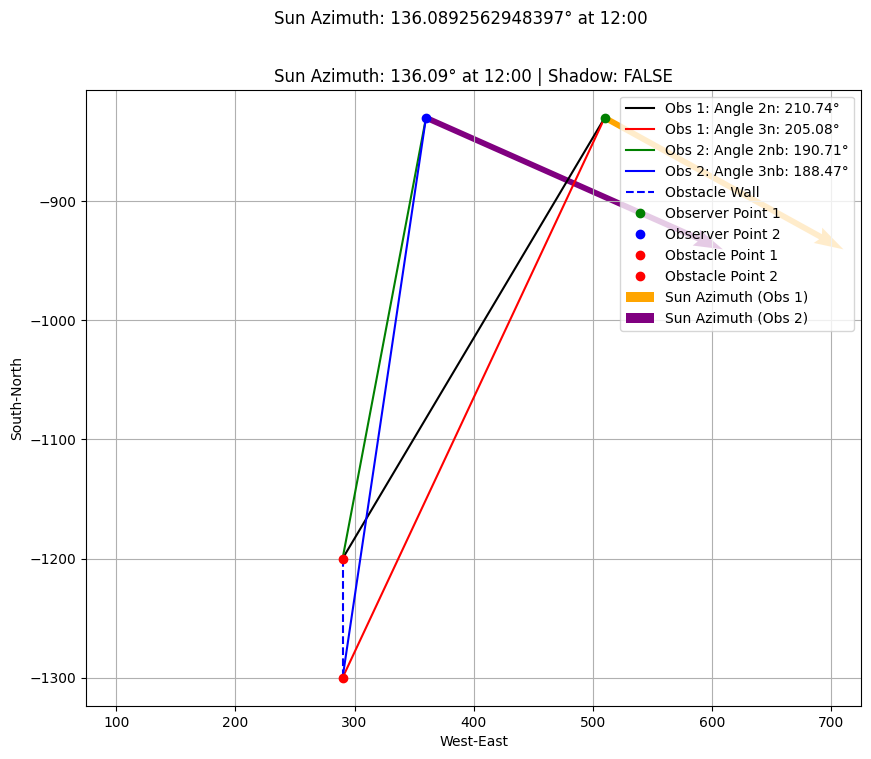 Sun Azimuth: 136.0892562948397° at 12:00
Sun Azimuth: 136.09° at 12:00 | Shadow: FALSE
Obs 1: Angle 2n: 210.74°
Obs 1: Angle 3n: 205.08°
Obs 2: Angle 2nb: 190.71°
Obs 2: Angle 3nb: 188.47°
Obstacle Wall
Observer Point 1
Observer Point 2
Obstacle Point 1
Obstacle Point 2
Sun Azimuth (Obs 1)
Sun Azimuth (Obs 2)
South-North
−900
−1000
−1100
−1200
−1300
100 200 300 400 500 600 700
West-East